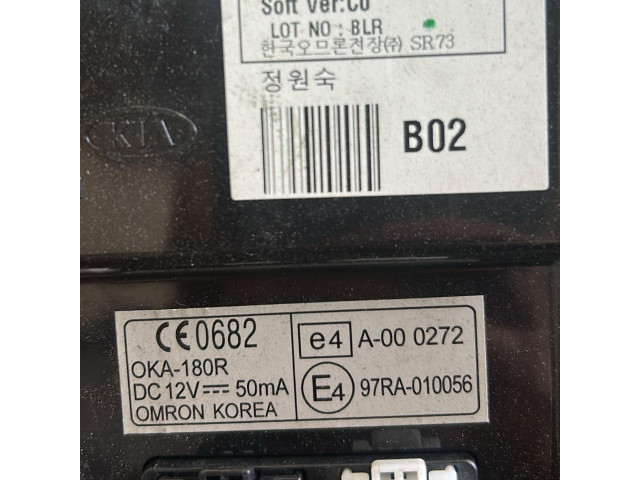 Soft Ver:C0
LOT NO : BLR
한국오므론전장㈜ SR73
정원숙
B02
KIA
CE0682
OKA-180R
DC 12V⎓50mA
OMRON KOREA
e4 A-00 0272
E4 97RA-010056